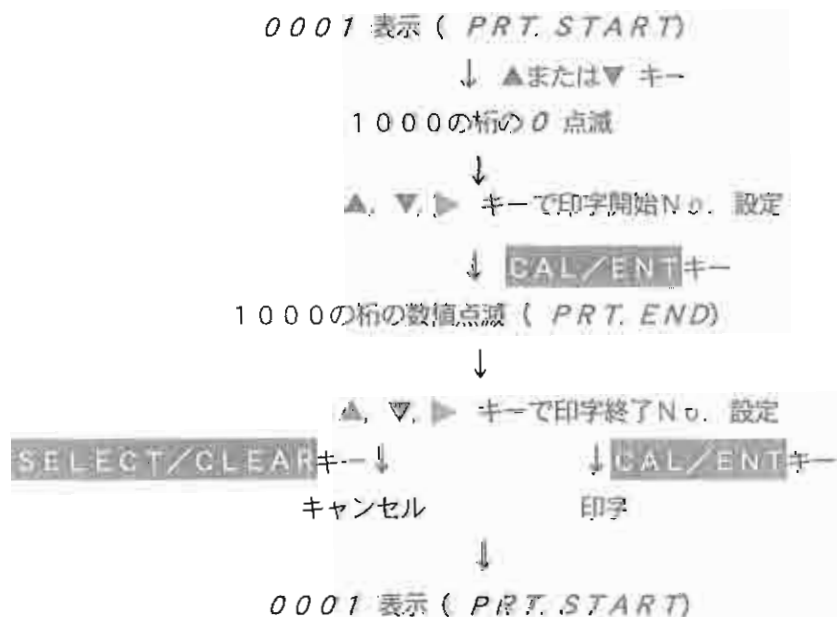 0001 表示 ( PRT. START)
↓ ▲または▼ キー
1000の桁の 0 点滅
↓
▲, ▼, ▶ キーで印字開始No. 設定
↓ CAL/ENTキー
1000の桁の数値点滅 ( PRT. END)
↓
▲, ▼, ▶ キーで印字終了No. 設定
SELECT/CLEARキー↓ ↓CAL/ENTキー
キャンセル 印字
↓
0001 表示 ( PRT. START)